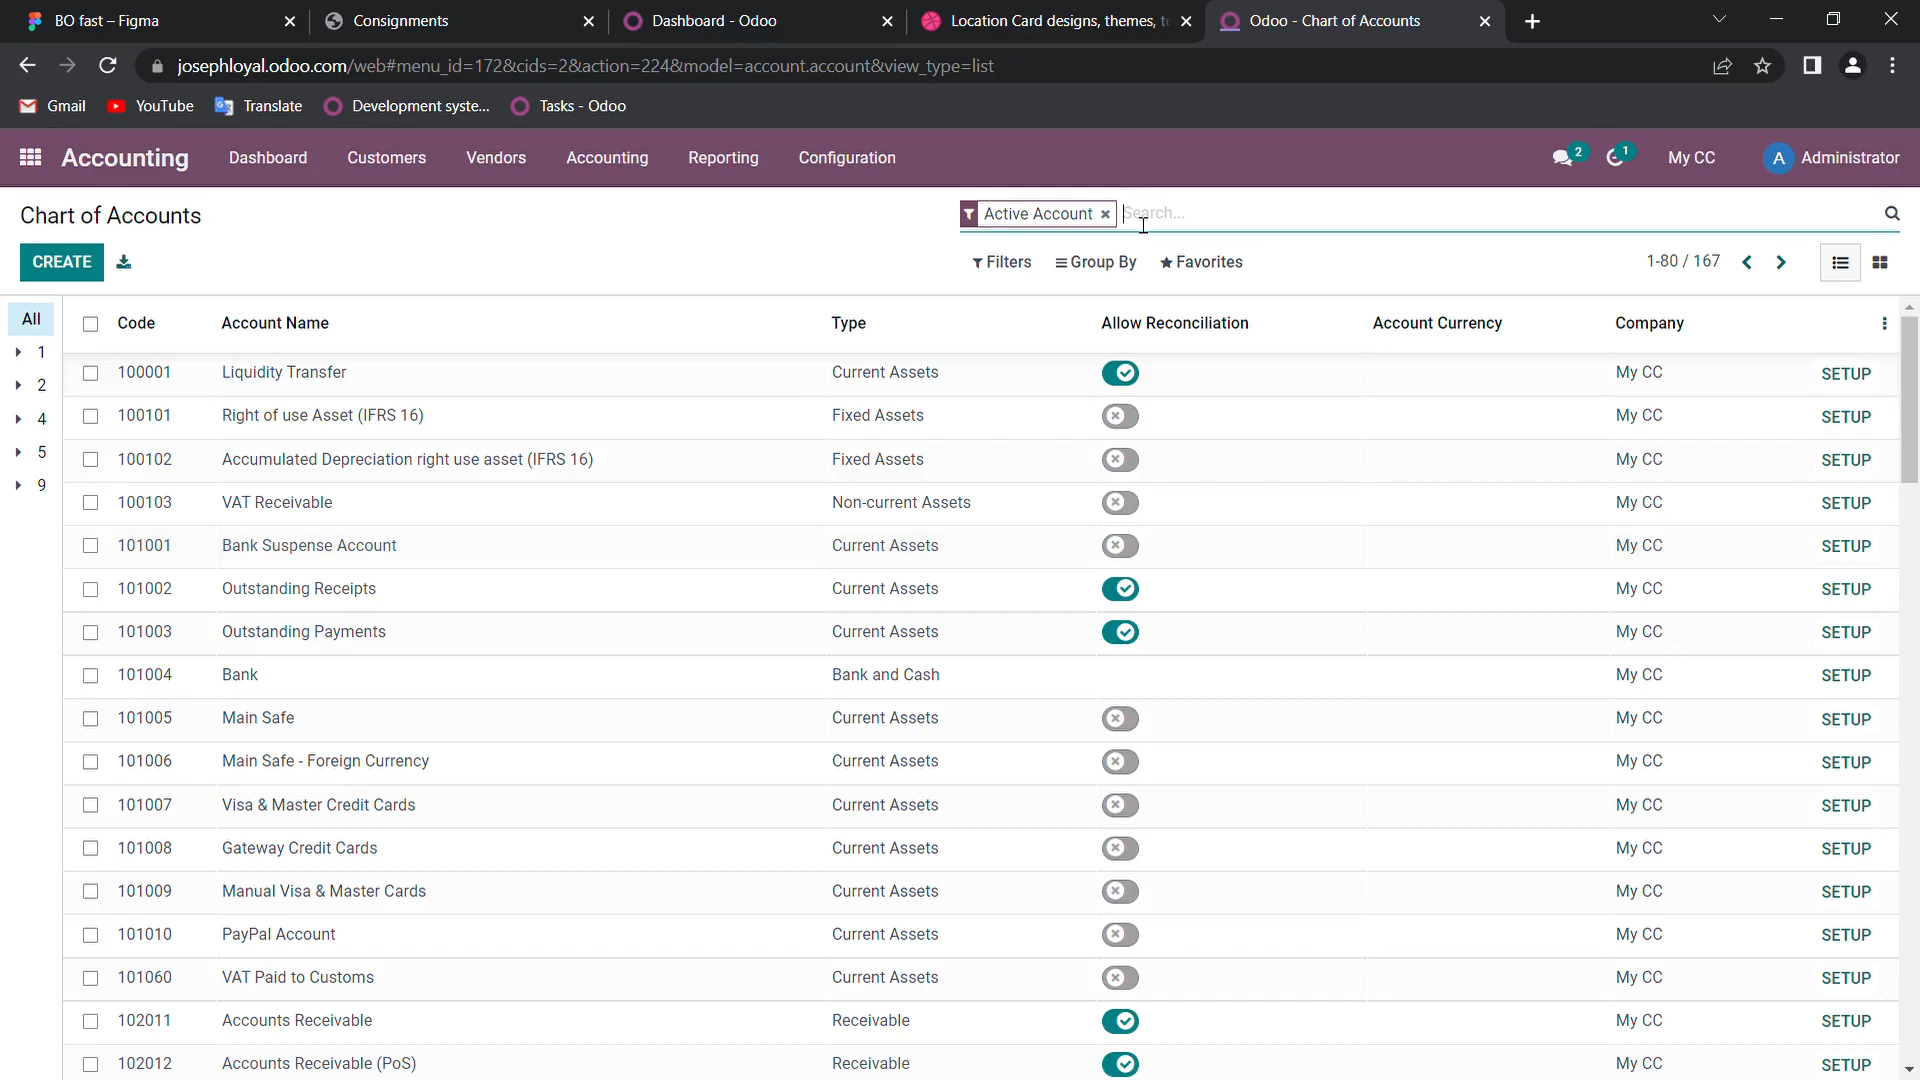 BO fast – Figma
Consignments
Dashboard - Odoo
Location Card designs, themes, te
Odoo - Chart of Accounts
josephloyal.odoo.com/web#menu_id=172&cids=2&action=224&model=account.account&view_type=list
Gmail
YouTube
Translate
Development syste...
Tasks - Odoo
Accounting
Dashboard
Customers
Vendors
Accounting
Reporting
Configuration
2
1
My CC
A Administrator
Chart of Accounts
Active Account
Search...
CREATE
Filters
Group By
Favorites
1-80 / 167
All
1
2
4
5
9
Code Account Name Type Allow Reconciliation Account Currency Company
100001 Liquidity Transfer Current Assets My CC SETUP
100101 Right of use Asset (IFRS 16) Fixed Assets My CC SETUP
100102 Accumulated Depreciation right use asset (IFRS 16) Fixed Assets My CC SETUP
100103 VAT Receivable Non-current Assets My CC SETUP
101001 Bank Suspense Account Current Assets My CC SETUP
101002 Outstanding Receipts Current Assets My CC SETUP
101003 Outstanding Payments Current Assets My CC SETUP
101004 Bank Bank and Cash My CC SETUP
101005 Main Safe Current Assets My CC SETUP
101006 Main Safe - Foreign Currency Current Assets My CC SETUP
101007 Visa & Master Credit Cards Current Assets My CC SETUP
101008 Gateway Credit Cards Current Assets My CC SETUP
101009 Manual Visa & Master Cards Current Assets My CC SETUP
101010 PayPal Account Current Assets My CC SETUP
101060 VAT Paid to Customs Current Assets My CC SETUP
102011 Accounts Receivable Receivable My CC SETUP
102012 Accounts Receivable (PoS) Receivable My CC SETUP